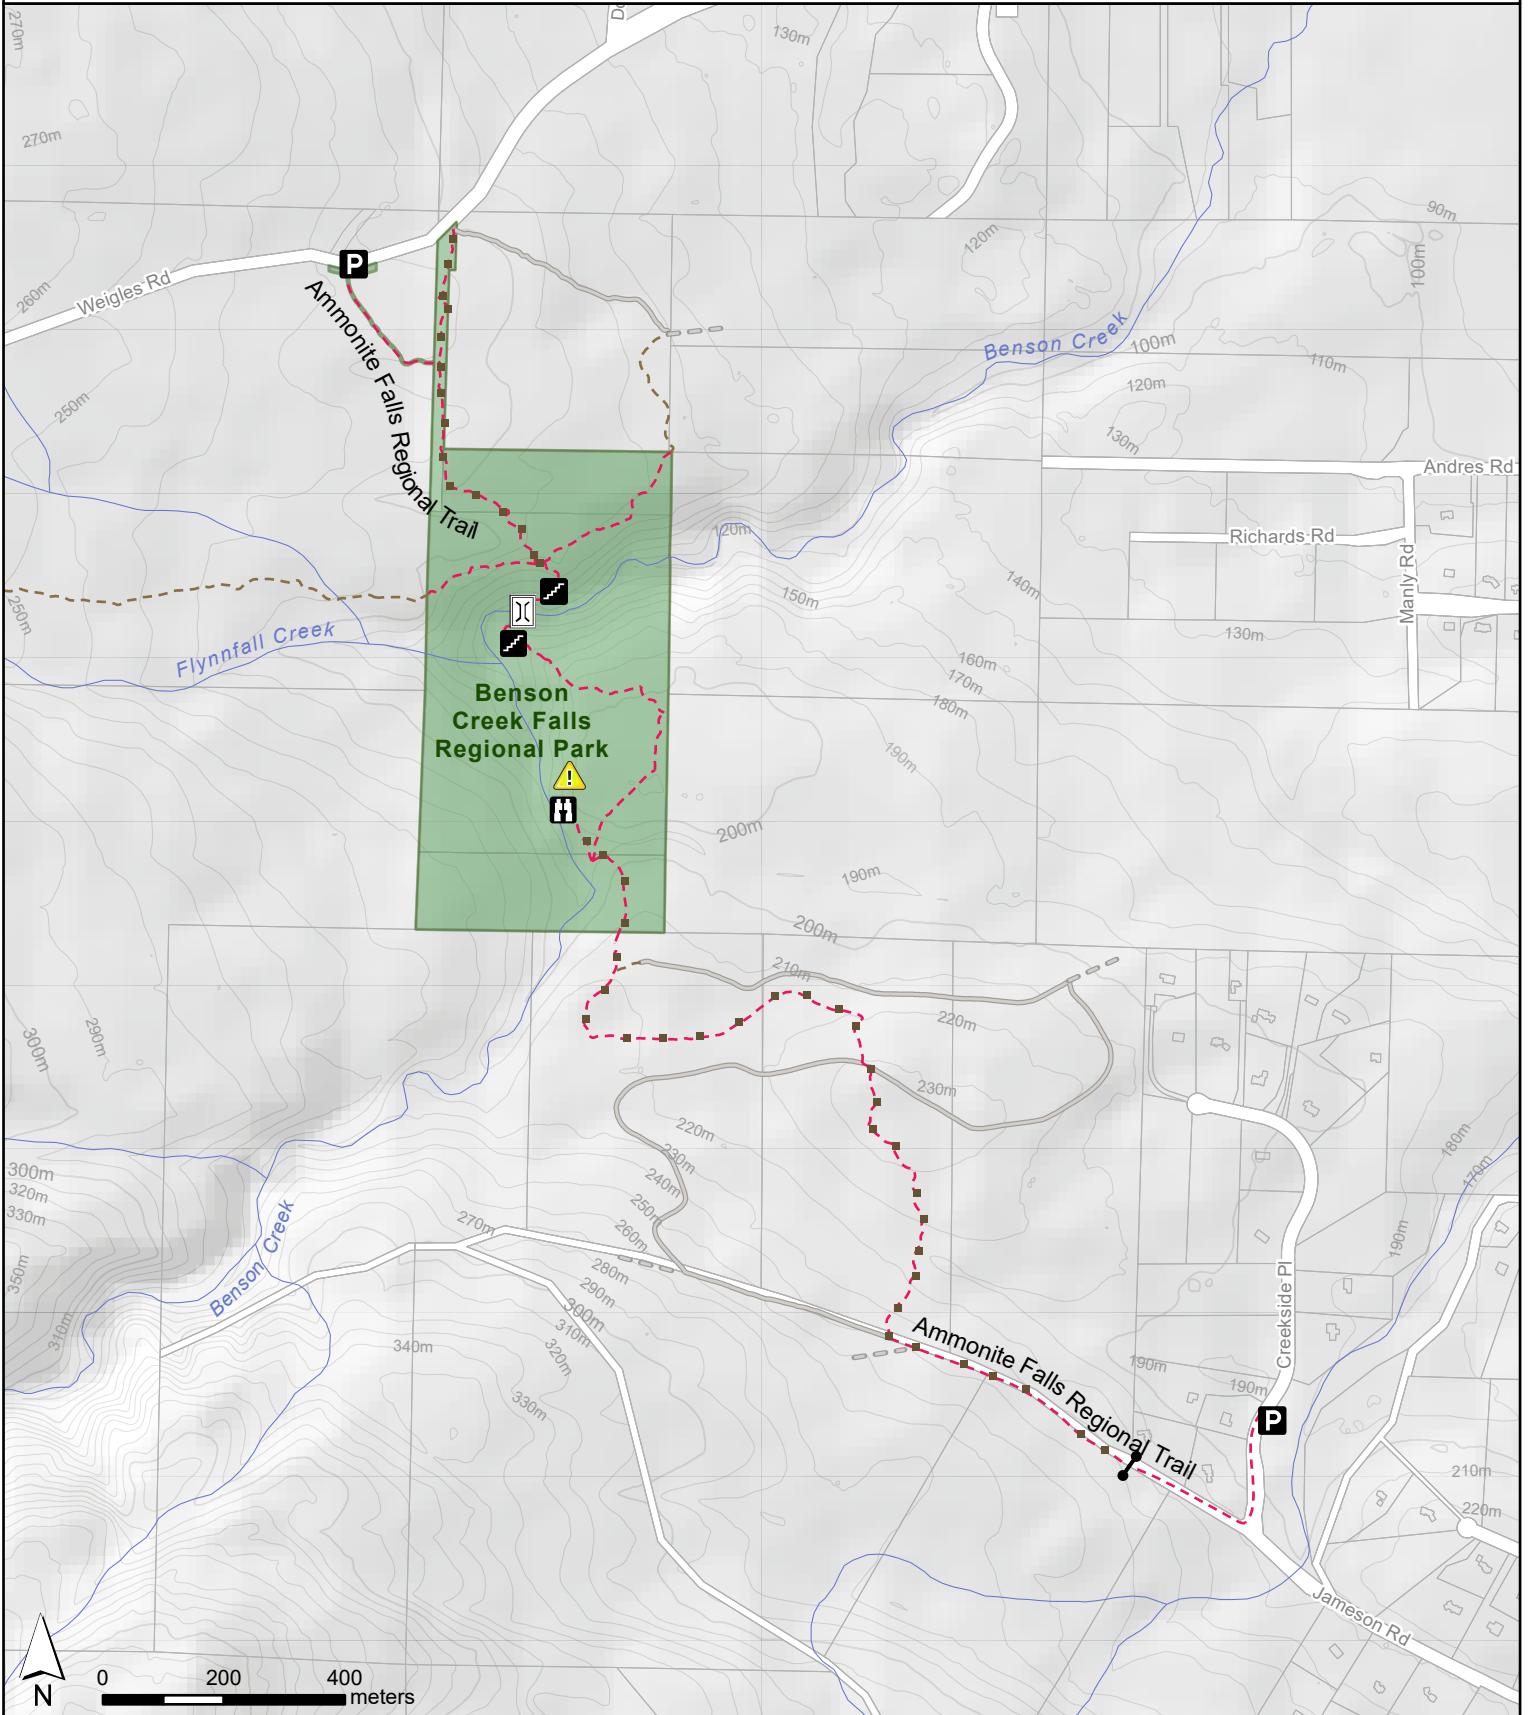 270m
Do
130m
270m
90m
120m
100m
260m
Weigles Rd
P
Ammonite Falls Regional Trail
Benson Creek
100m
110m
120m
250m
130m
Andres Rd
120m
Richards Rd
140m
150m
Manly Rd
250m
Flynnfall Creek
130m
160m
170m
180m
Benson
Creek Falls
Regional Park
190m
!
200m
190m
200m
210m
220m
300m
290m
230m
220m
230m
240m
250m
260m
270m
180m
170m
300m
320m
330m
350m
310m
Benson Creek
190m
280m
290m
300m
310m
320m
340m
330m
Creekside Pl
Ammonite Falls Regional Trail
190m
190m
P
210m
220m
Jameson Rd
N
0 200 400
meters